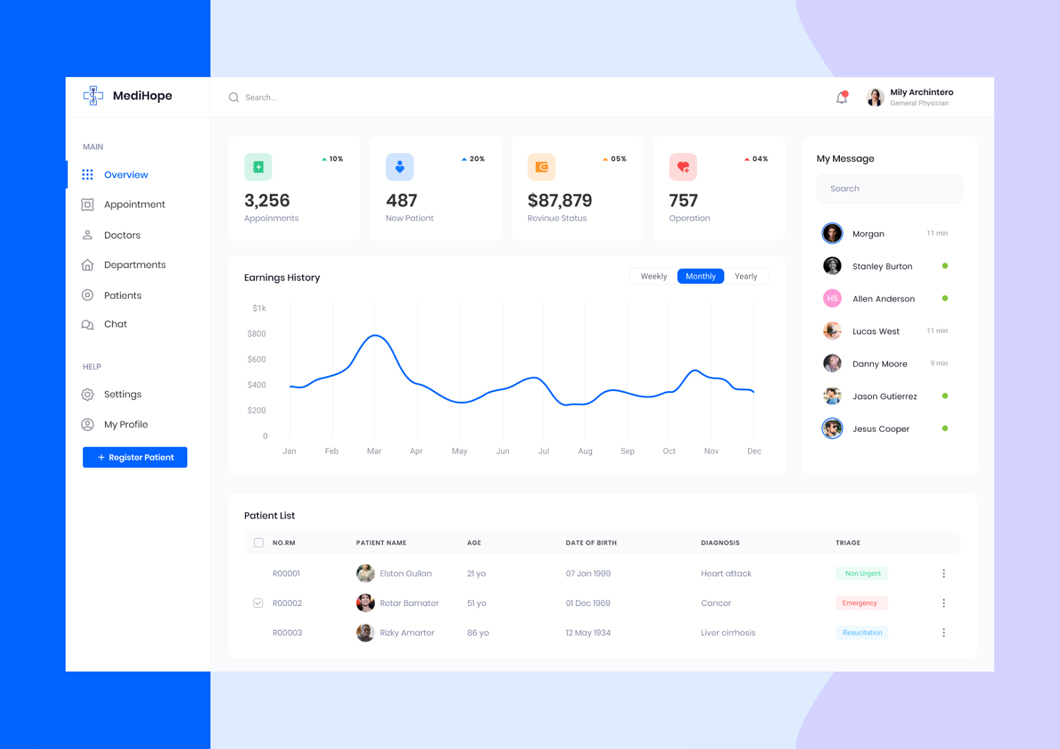 MediHope
Search...
Mily Archintero
Gemeral Physician
MAIN
Overview
Appointment
Doctors
Departments
Patients
Chat
HELP
Settings
My Profile
+ Register Patient
10%
3,256
Appoinments
20%
487
Now Patient
05%
$87,879
Revinuo Status
04%
757
Operation
Earnings History
Weekly Monthly Yearly
$1k
$800
$600
$400
$200
0
Jan Feb Mar Apr May Jun Jul Aug Sep Oct Nov Dec
My Message
Search
Morgan 11 min
Stanley Burton
HS Allen Anderson
Lucas West 11 min
Danny Moore 9 min
Jason Gutierrez
Jesus Cooper
Patient List
NO.RM PATIENT NAME AGE DATE OF BIRTH DIAGNOSIS TRIAGE
R00001 Elston Gullan 21 yo 07 Jan 1999 Heart attack Non Urgent
R00002 Rotar Bamator 51 yo 01 Dec 1969 Cancor Emergency
R00003 Rizky Amartor 86 yo 12 May 1934 Liver cirrhosis Resucitation